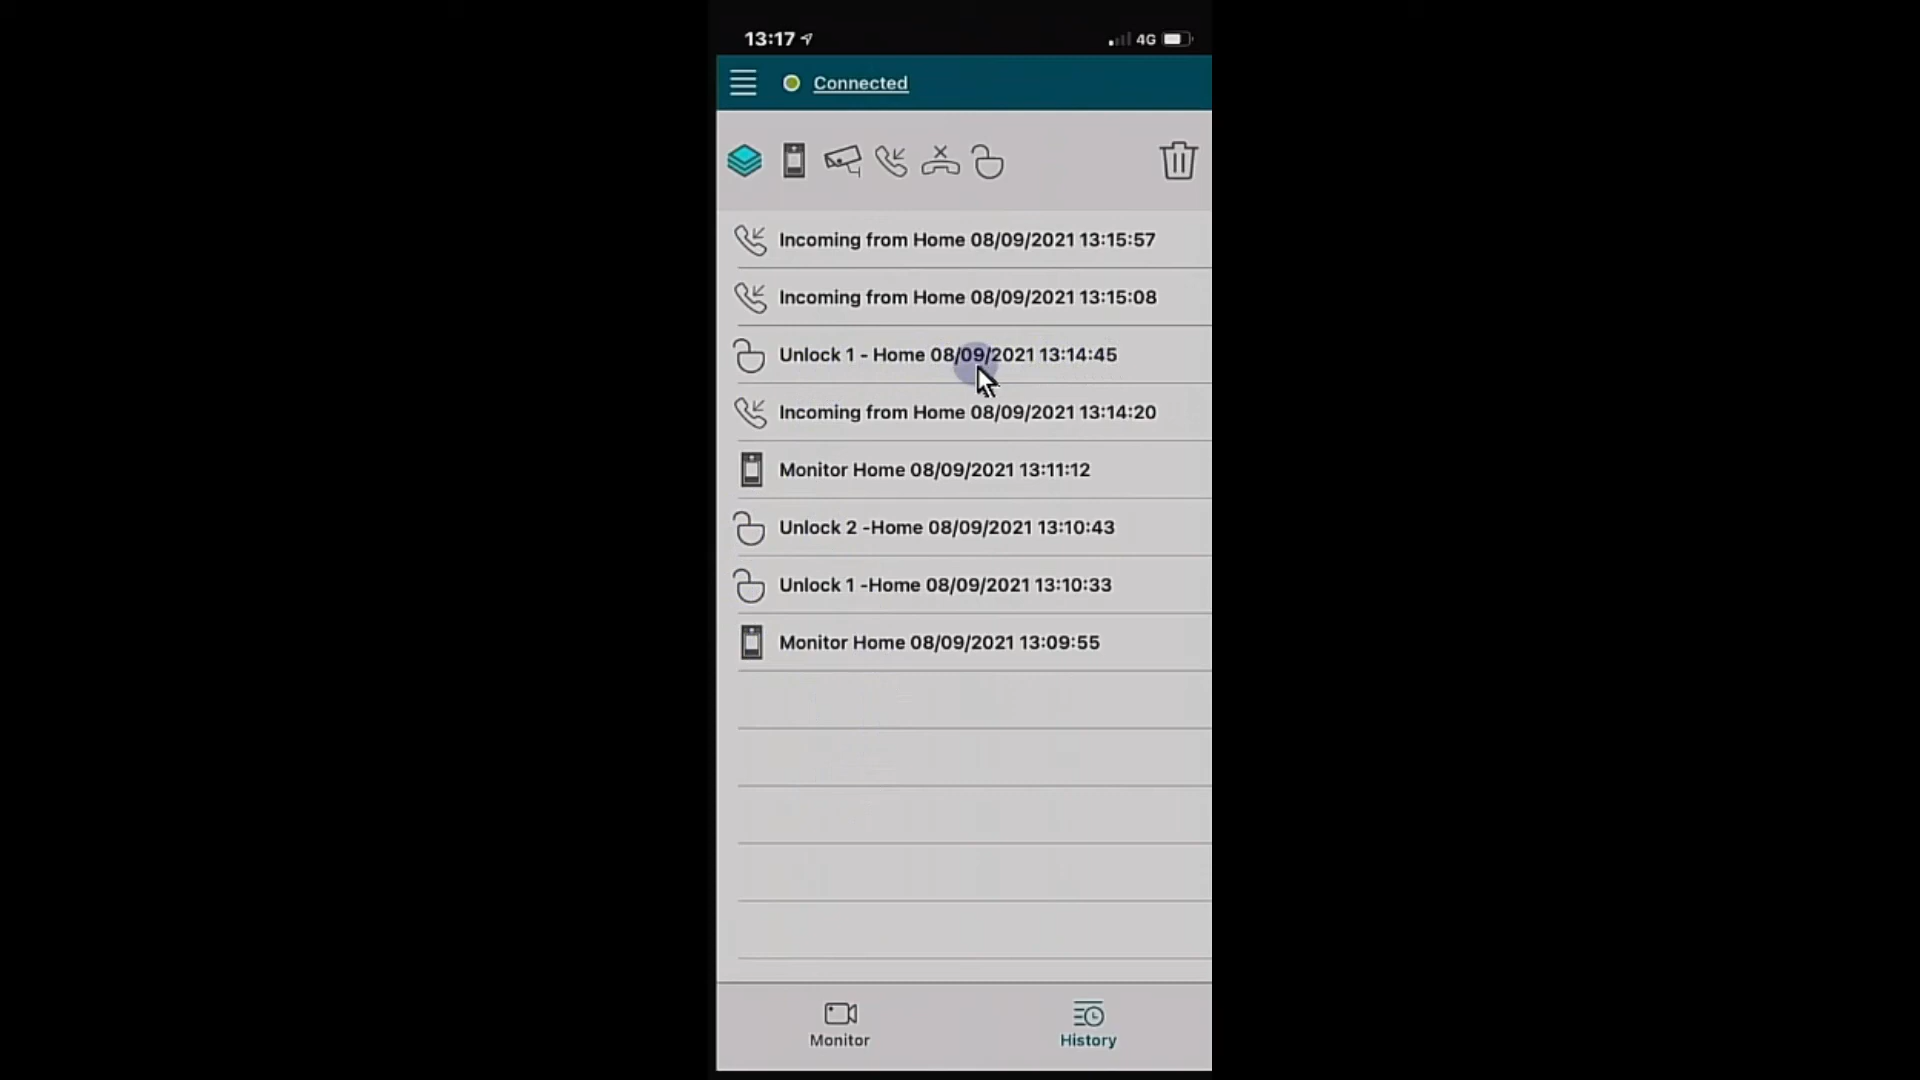 13:17
4G
Connected
Incoming from Home 08/09/2021 13:15:57
Incoming from Home 08/09/2021 13:15:08
Unlock 1 - Home 08/09/2021 13:14:45
Incoming from Home 08/09/2021 13:14:20
Monitor Home 08/09/2021 13:11:12
Unlock 2 -Home 08/09/2021 13:10:43
Unlock 1 -Home 08/09/2021 13:10:33
Monitor Home 08/09/2021 13:09:55
Monitor
History